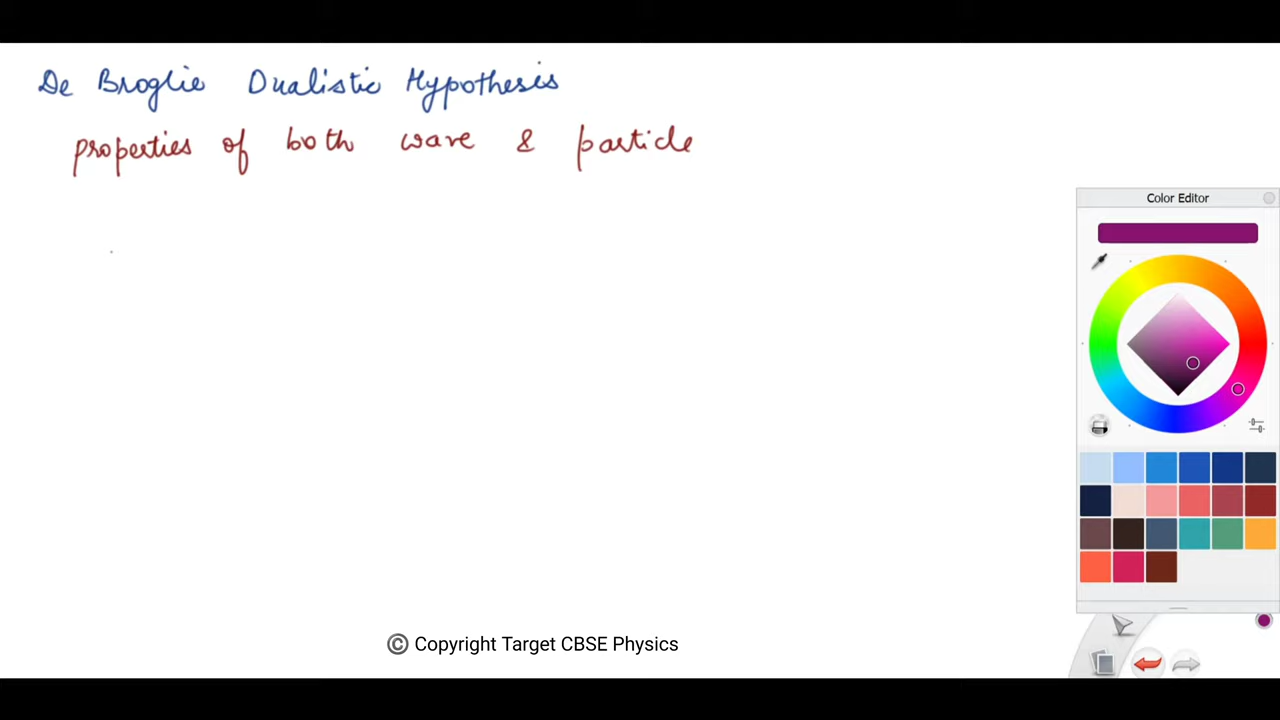 De Broglie Dualistic Hypothesis
properties of both wave & particle
Color Editor
© Copyright Target CBSE Physics